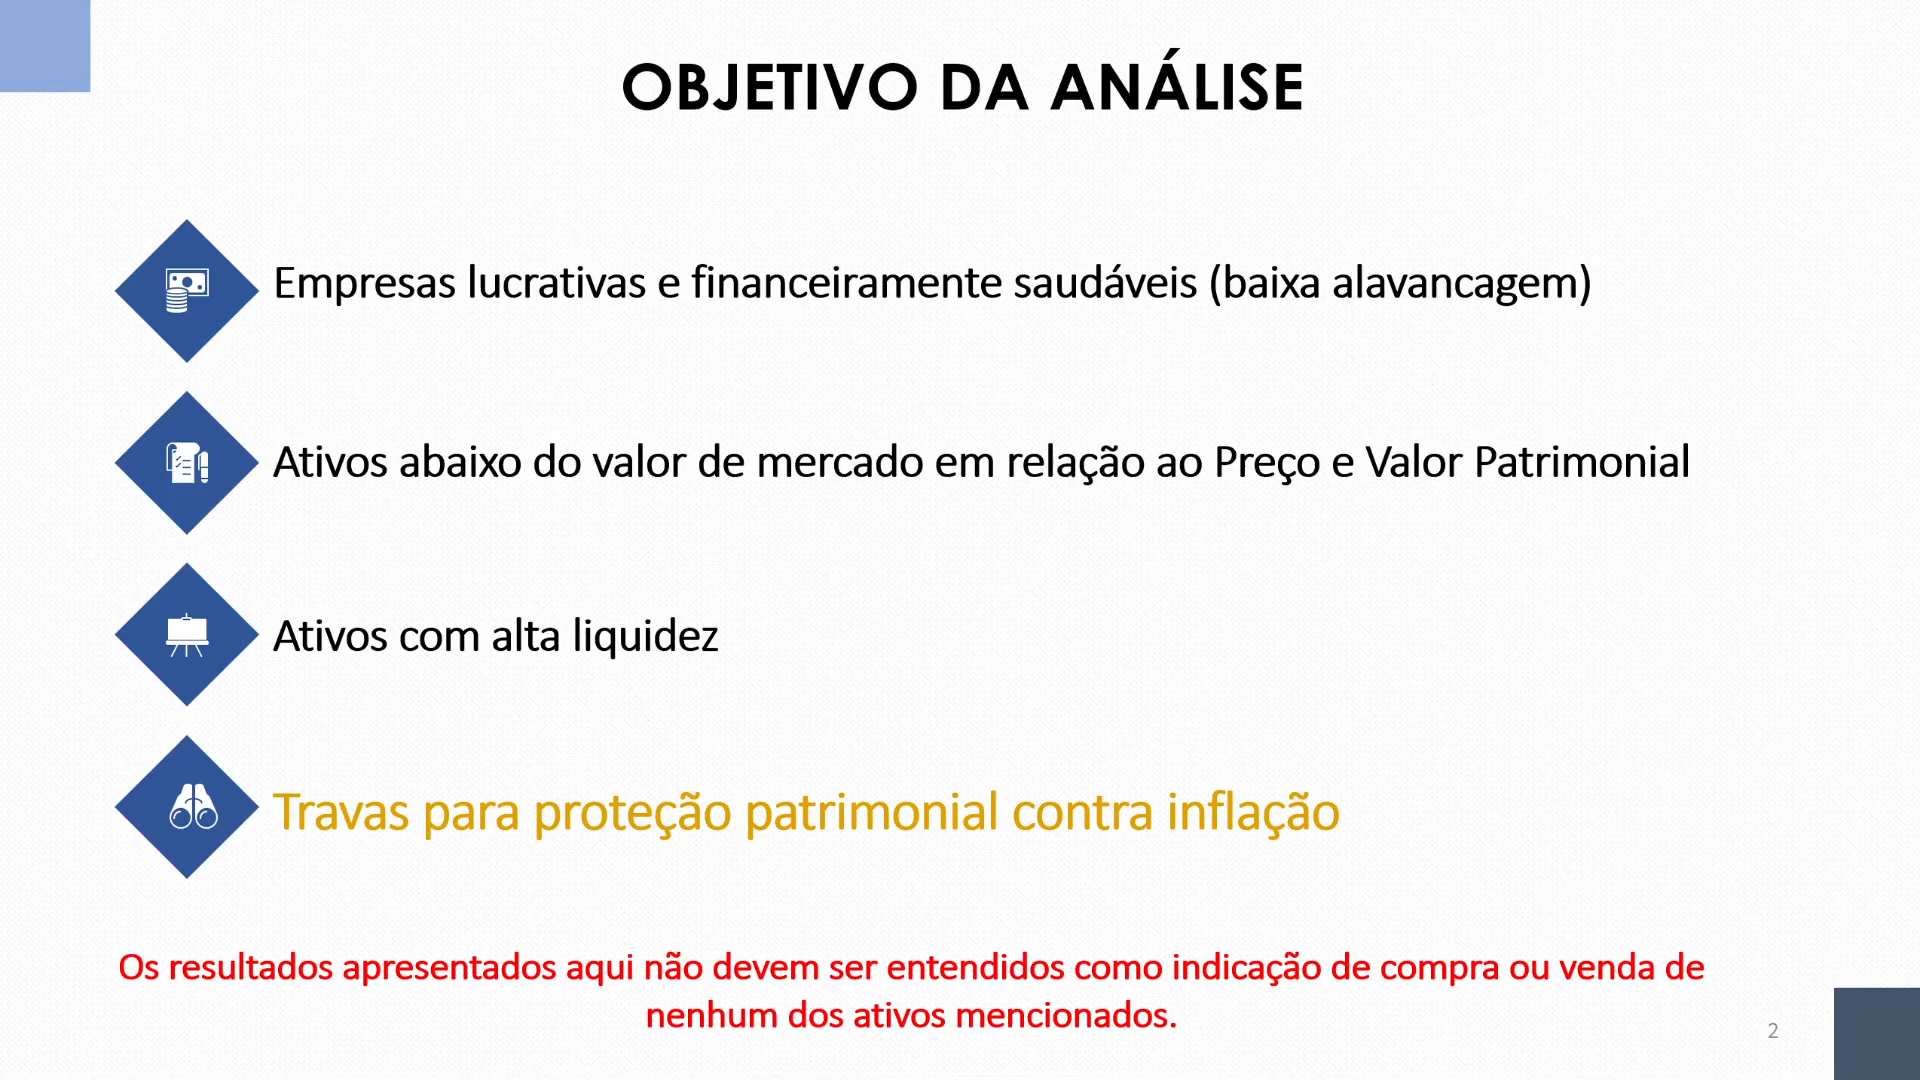 OBJETIVO DA ANÁLISE
Empresas lucrativas e financeiramente saudáveis (baixa alavancagem)
Ativos abaixo do valor de mercado em relação ao Preço e Valor Patrimonial
Ativos com alta liquidez
Travas para proteção patrimonial contra inflação
Os resultados apresentados aqui não devem ser entendidos como indicação de compra ou venda de
nenhum dos ativos mencionados.
2